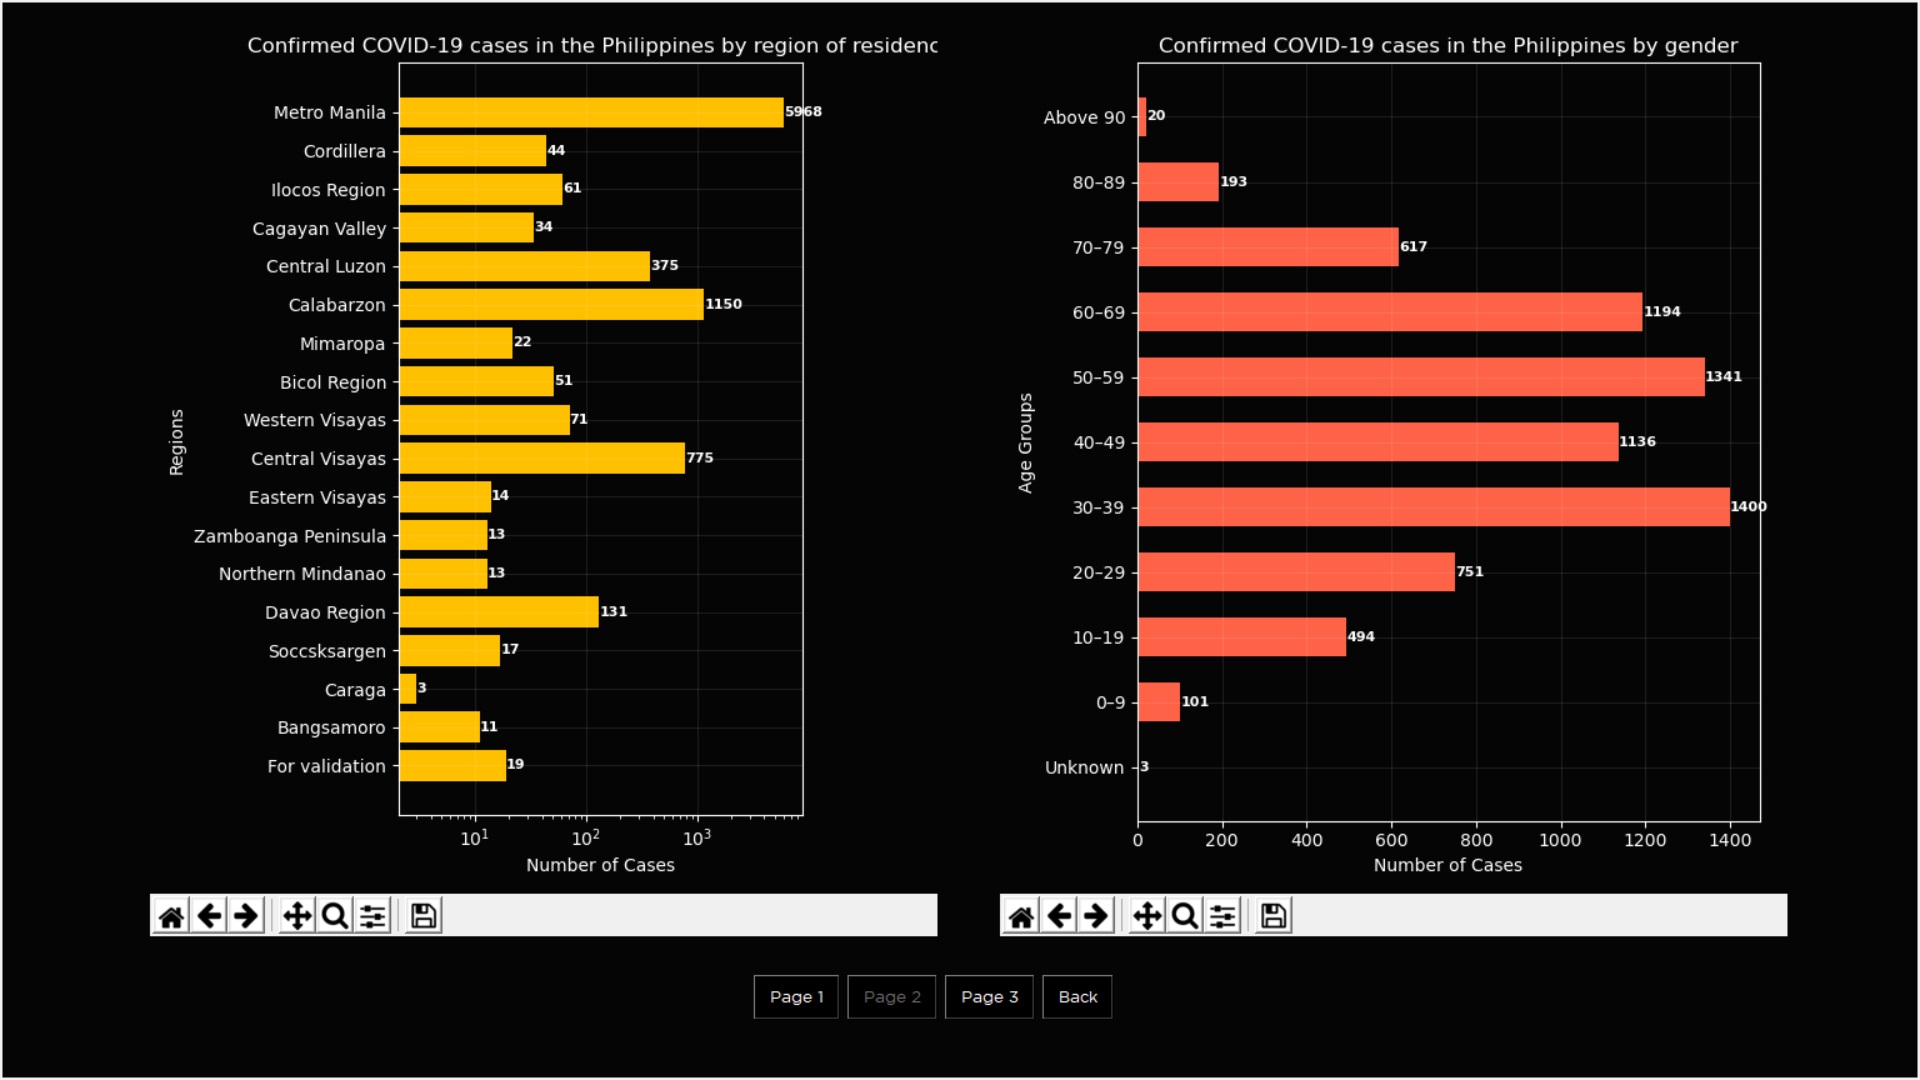 Confirmed COVID-19 cases in the Philippines by region of residenc
Regions
Metro Manila 5968
Cordillera 44
Ilocos Region 61
Cagayan Valley 34
Central Luzon 375
Calabarzon 1150
Mimaropa 22
Bicol Region 51
Western Visayas 71
Central Visayas 775
Eastern Visayas 14
Zamboanga Peninsula 13
Northern Mindanao 13
Davao Region 131
Soccsksargen 17
Caraga 3
Bangsamoro 11
For validation 19
10¹ 10² 10³
Number of Cases
Confirmed COVID-19 cases in the Philippines by gender
Age Groups
Above 90 20
80–89 193
70–79 617
60–69 1194
50–59 1341
40–49 1136
30–39 1400
20–29 751
10–19 494
0–9 101
Unknown 3
0 200 400 600 800 1000 1200 1400
Number of Cases
Page 1 Page 2 Page 3 Back